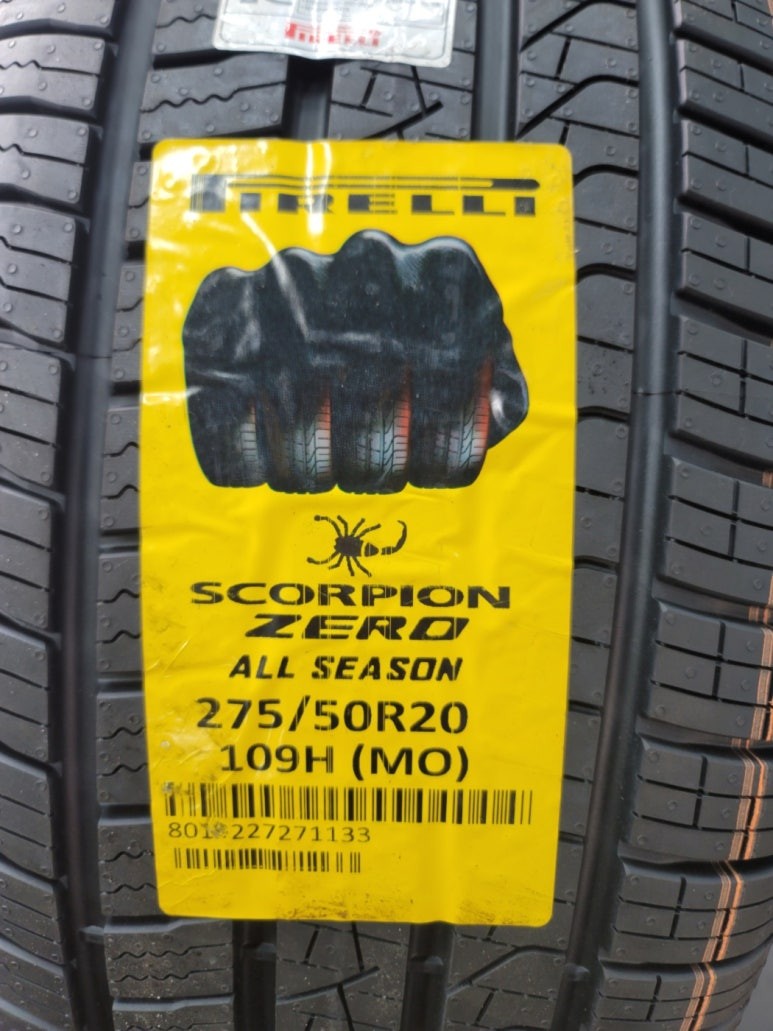 PIRELLI
SCORPION
ZERO
ALL SEASON
275/50R20
109H (MO)